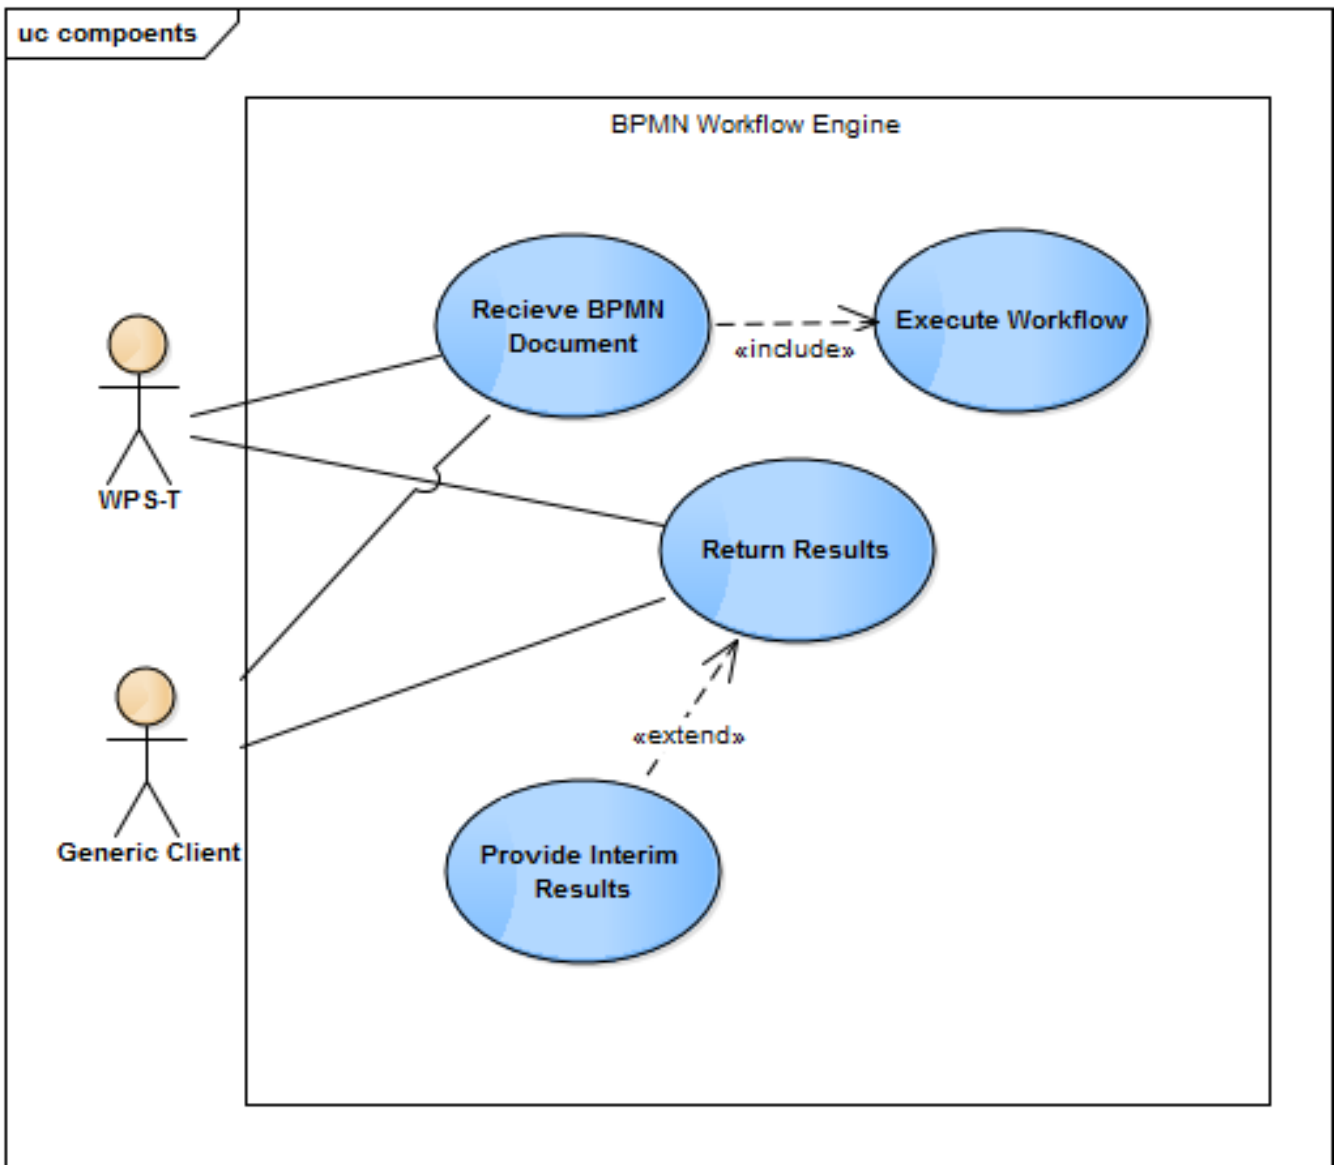 uc compoents
BPMN Workflow Engine
Recieve BPMN
Document
«include»
Execute Workflow
WPS-T
Return Results
«extend»
Generic Client
Provide Interim
Results